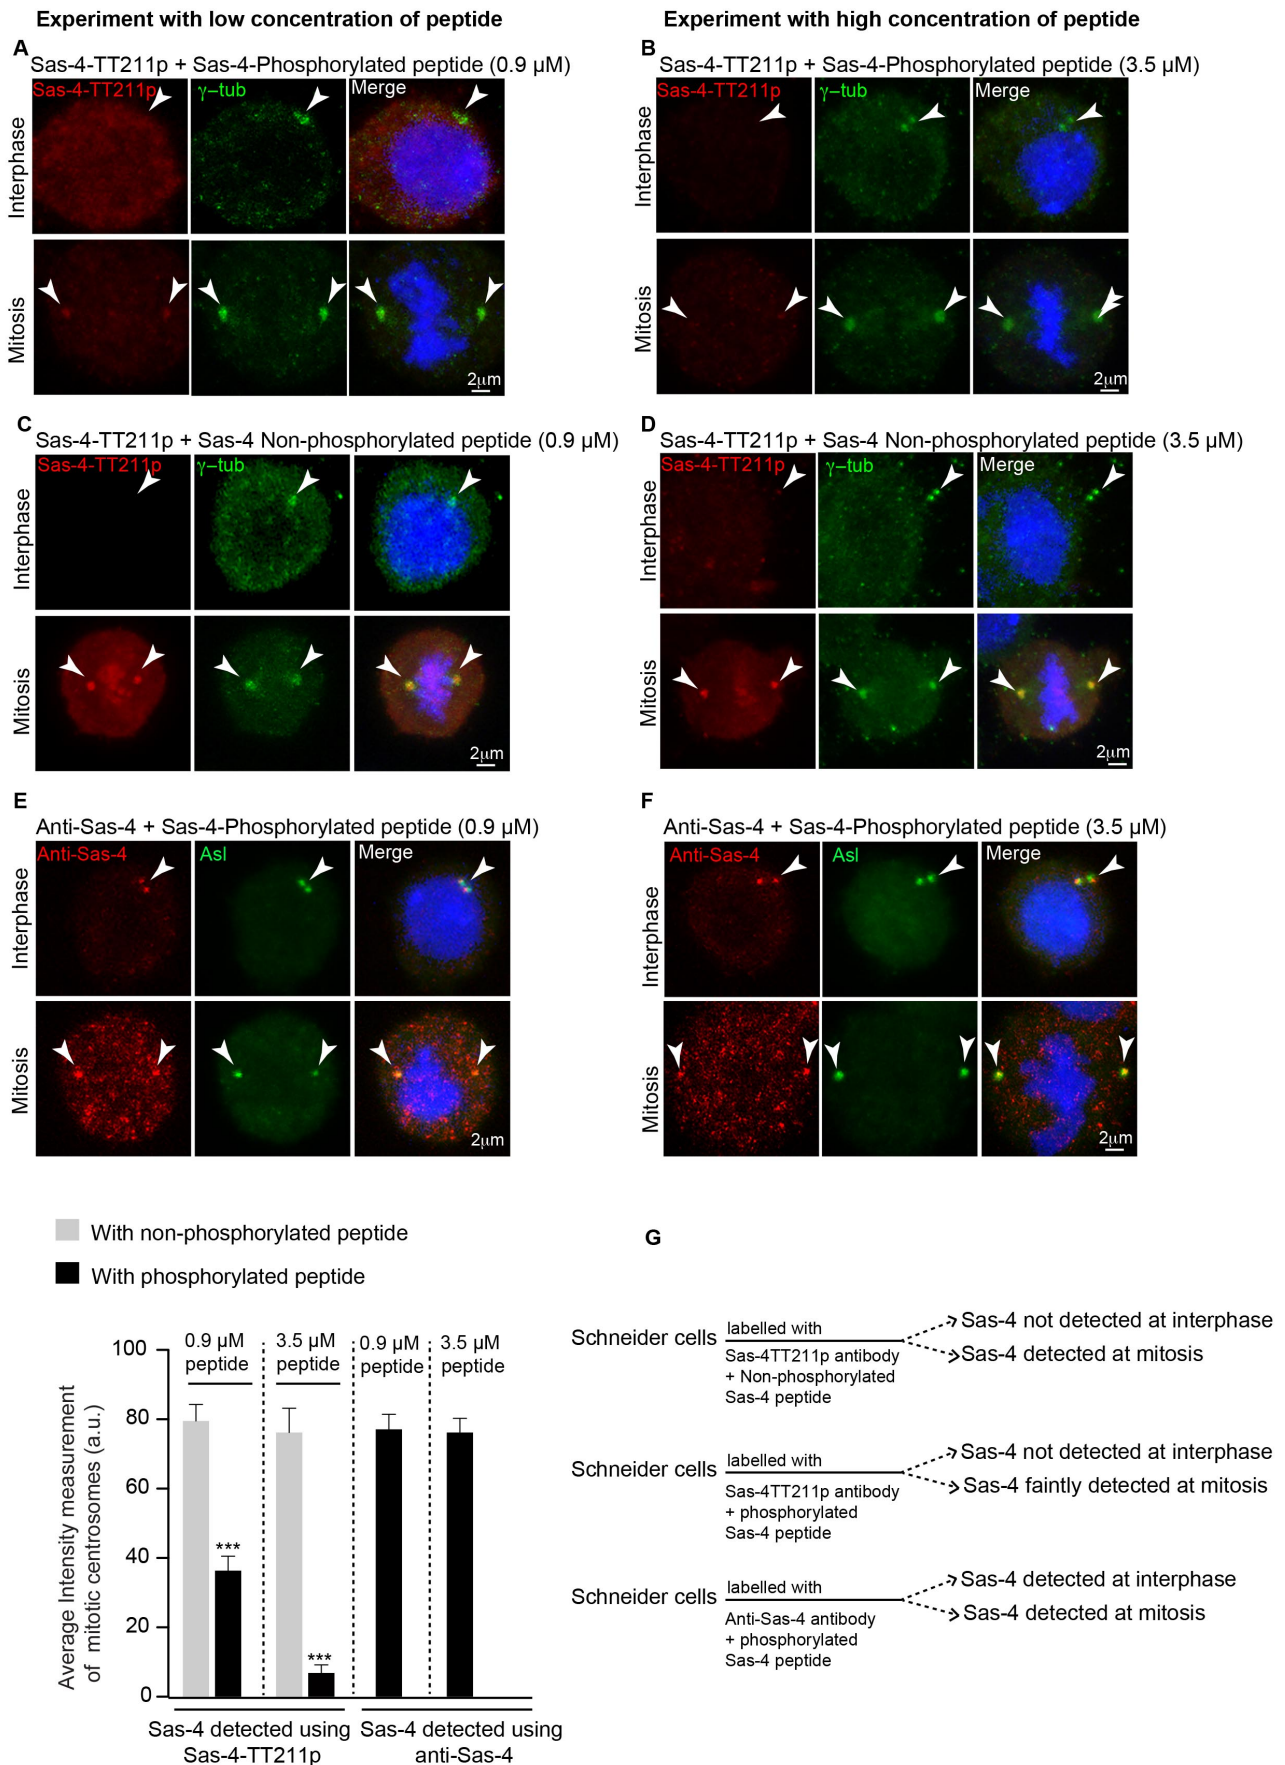 Experiment with low concentration of peptide
Experiment with high concentration of peptide
A
Sas-4-TT211p + Sas-4-Phosphorylated peptide (0.9 µM)
Sas-4-TT211p
γ–tub
Merge
Interphase
Mitosis
2µm
B
Sas-4-TT211p + Sas-4-Phosphorylated peptide (3.5 µM)
Sas-4-TT211p
γ–tub
Merge
Interphase
Mitosis
2µm
C
Sas-4-TT211p + Sas-4 Non-phosphorylated peptide (0.9 µM)
Sas-4-TT211p
γ–tub
Interphase
Mitosis
2µm
D
Sas-4-TT211p + Sas-4 Non-phosphorylated peptide (3.5 µM)
Sas-4-TT211p
γ–tub
Merge
Interphase
Mitosis
2µm
E
Anti-Sas-4 + Sas-4-Phosphorylated peptide (0.9 µM)
Anti-Sas-4
Asl
Merge
Interphase
Mitosis
2µm
F
Anti-Sas-4 + Sas-4-Phosphorylated peptide (3.5 µM)
Anti-Sas-4
Asl
Merge
Interphase
Mitosis
2µm
With non-phosphorylated peptide
With phosphorylated peptide
Average Intensity measurement
of mitotic centrosomes (a.u.)
100
80
60
40
20
0
0.9 µM
peptide
3.5 µM
peptide
0.9 µM
peptide
3.5 µM
peptide
***
***
Sas-4 detected using
Sas-4-TT211p
Sas-4 detected using
anti-Sas-4
G
Schneider cells
labelled with
Sas-4TT211p antibody
+ Non-phosphorylated
Sas-4 peptide
Sas-4 not detected at interphase
Sas-4 detected at mitosis
Schneider cells
labelled with
Sas-4TT211p antibody
+ phosphorylated
Sas-4 peptide
Sas-4 not detected at interphase
Sas-4 faintly detected at mitosis
Schneider cells
labelled with
Anti-Sas-4 antibody
+ phosphorylated
Sas-4 peptide
Sas-4 detected at interphase
Sas-4 detected at mitosis